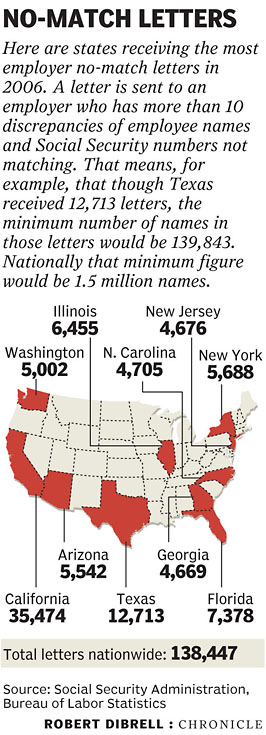 NO-MATCH LETTERS
Here are states receiving the most
employer no-match letters in
2006. A letter is sent to an
employer who has more than 10
discrepancies of employee names
and Social Security numbers not
matching. That means, for
example, that though Texas
received 12,713 letters, the
minimum number of names in
those letters would be 139,843.
Nationally that minimum figure
would be 1.5 million names.
Illinois
6,455
New Jersey
4,676
Washington
5,002
N. Carolina
4,705
New York
5,688
Arizona
5,542
Georgia
4,669
California
35,474
Texas
12,713
Florida
7,378
Total letters nationwide: 138,447
Source: Social Security Administration,
Bureau of Labor Statistics
ROBERT DIBRELL : CHRONICLE